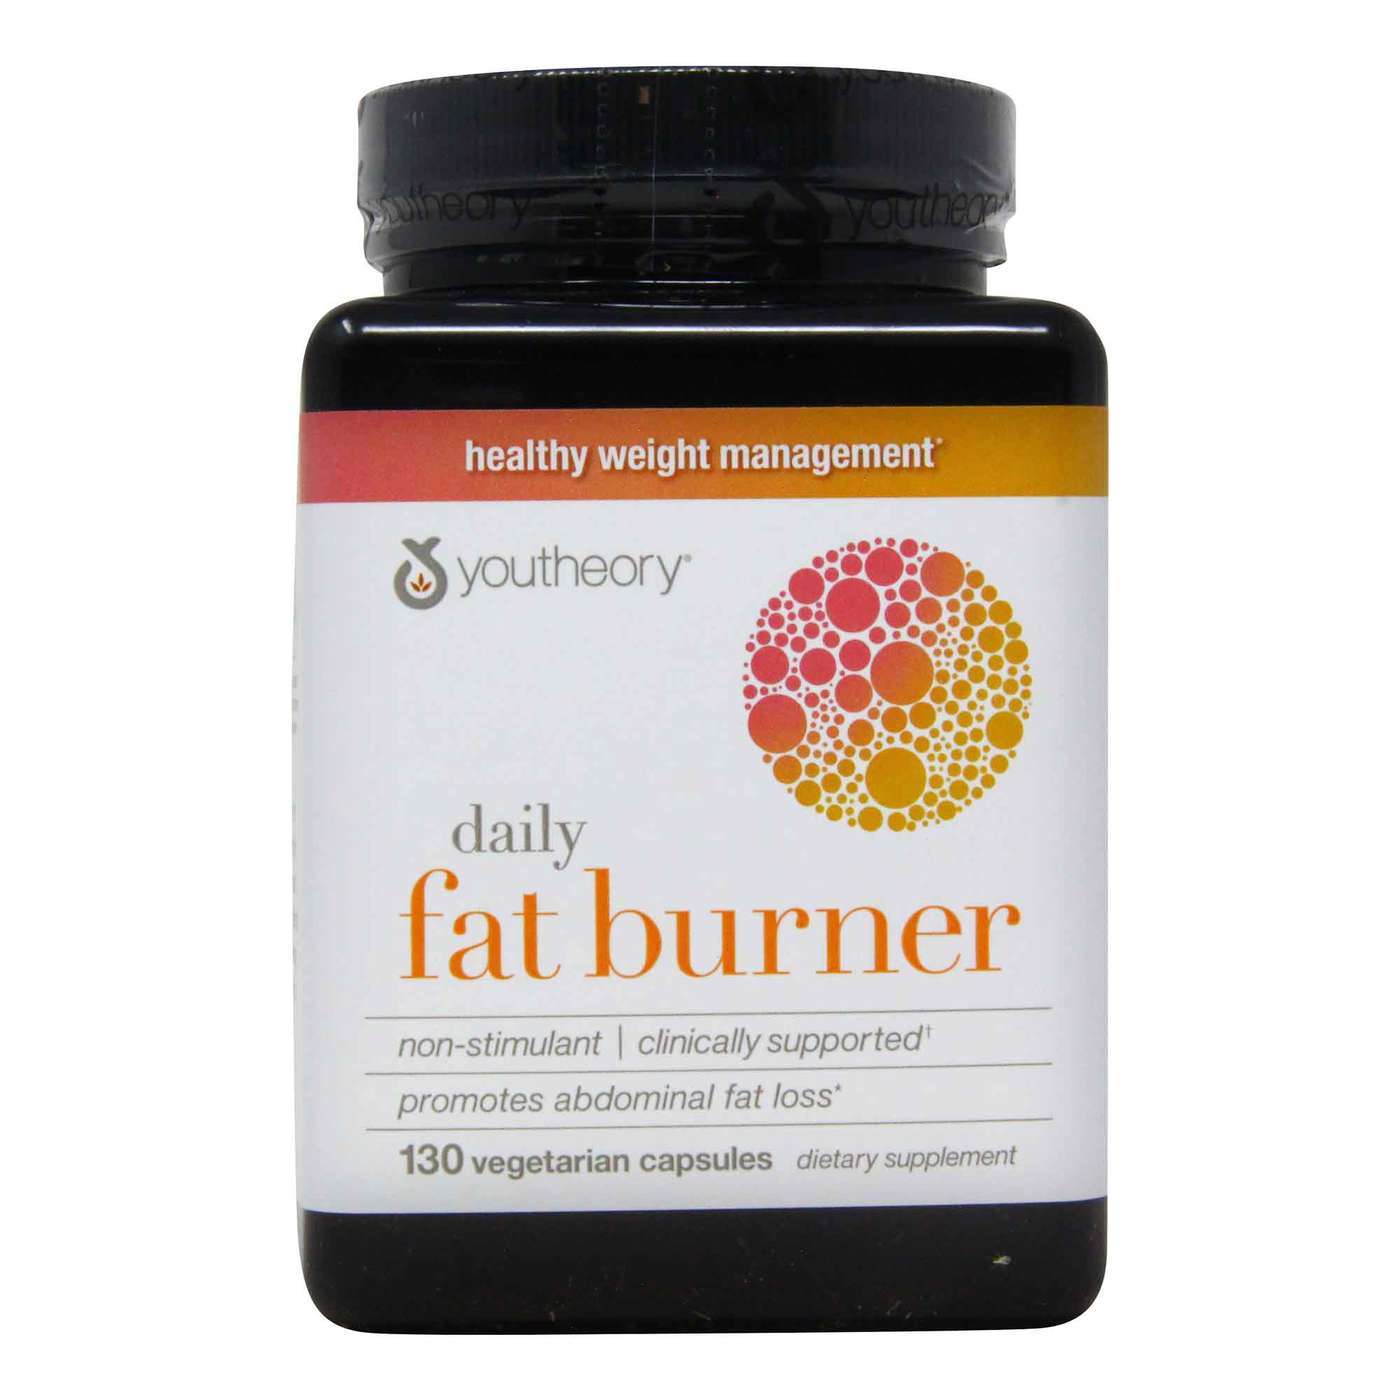 youtheory
youtheory
healthy weight management*
youtheory®
daily
fat burner
non-stimulant | clinically supported†
promotes abdominal fat loss*
130 vegetarian capsules dietary supplement